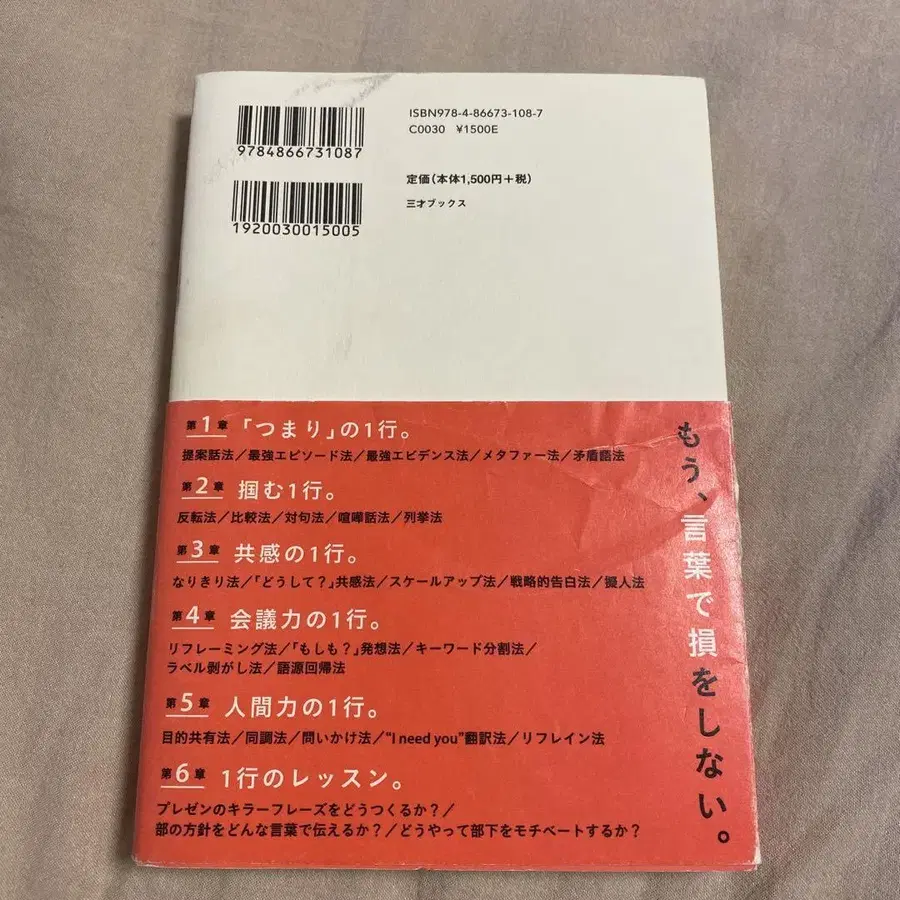 ISBN978-4-86673-108-7
C0030 ¥1500E
9784866731087
定価(本体1,500円+税)
三才ブックス
1920030015005
もう、言葉で損をしない。
第1章 「つまり」の1行。
提案話法/最強エピソード法/最強エビデンス法/メタファー法/矛盾語法
第2章 掴む1行。
反転法/比較法/対句法/喧嘩話法/列挙法
第3章 共感の1行。
なりきり法/「どうして?」共感法/スケールアップ法/戦略的告白法/擬人法
第4章 会議力の1行。
リフレーミング法/「もしも?」発想法/キーワード分割法/
ラベル剥がし法/語源回帰法
第5章 人間力の1行。
目的共有法/同調法/問いかけ法/“I need you”翻訳法/リフレイン法
第6章 1行のレッスン。
プレゼンのキラーフレーズをどうつくるか?/
部の方針をどんな言葉で伝えるか?/どうやって部下をモチベートするか?